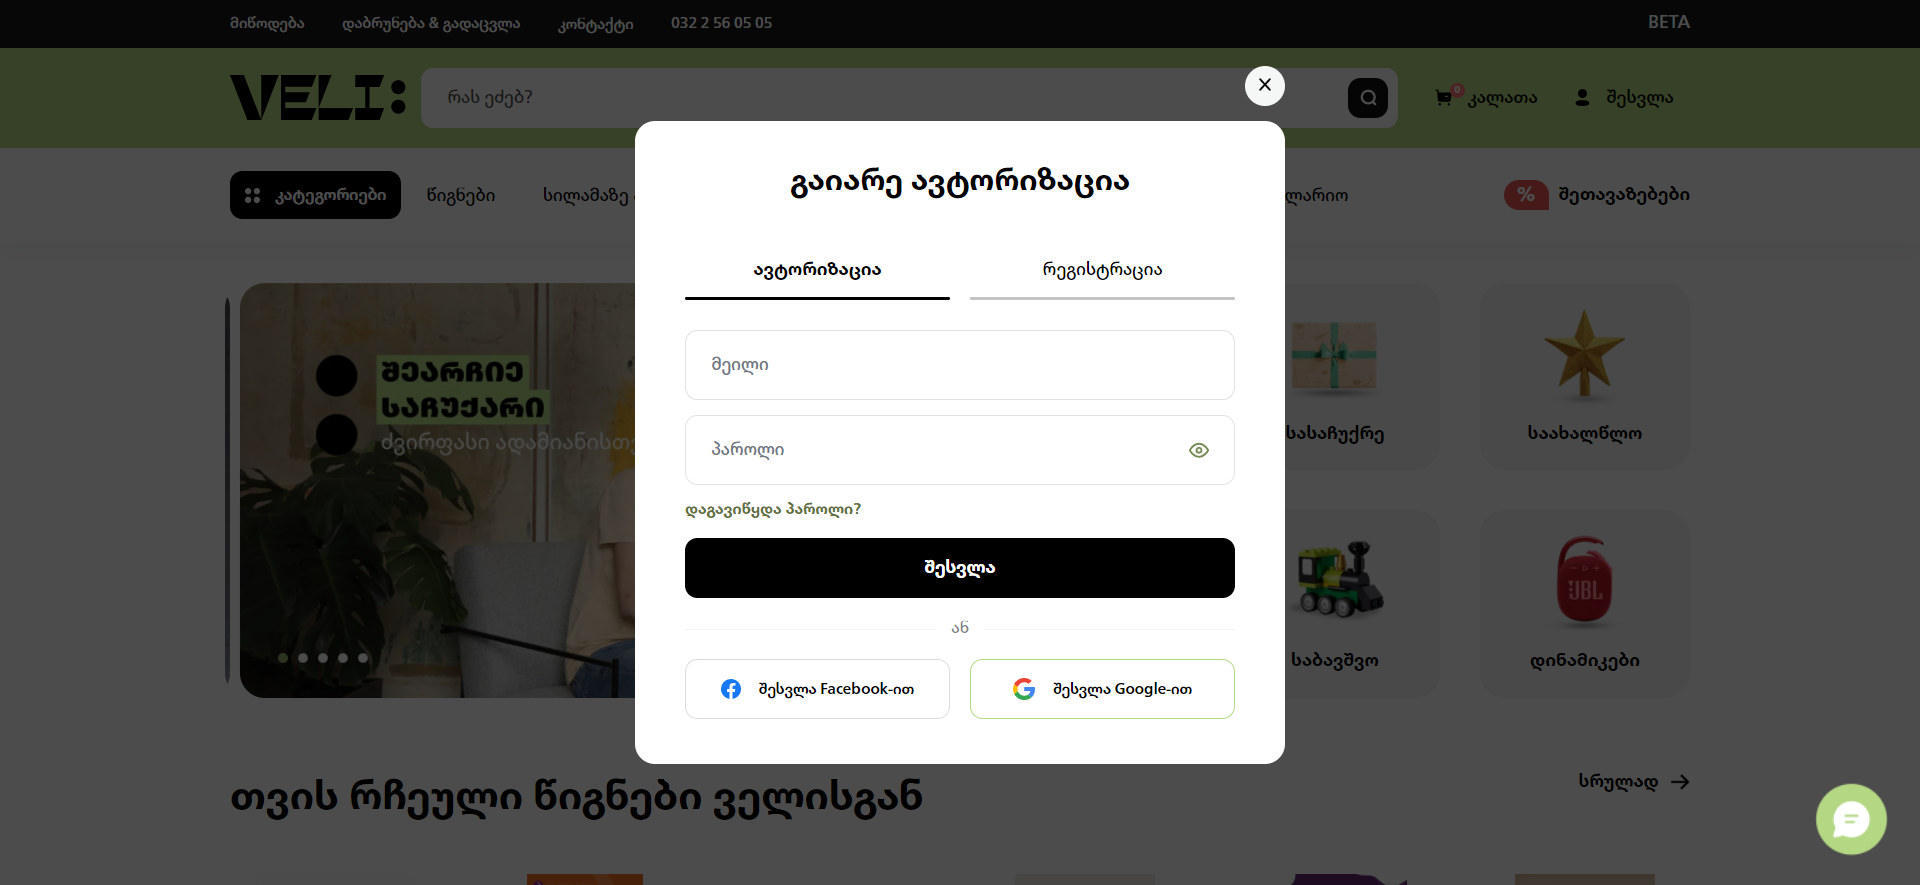 მიწოდება
დაბრუნება & გადაცვლა
კონტაქტი
032 2 56 05 05
BETA
VELI:
რას ეძებ?
0
კალათა
შესვლა
კატეგორიები
წიგნები
სილამაზე
ლარიო
%
შეთავაზებები
გაიარე ავტორიზაცია
ავტორიზაცია
რეგისტრაცია
მეილი
პაროლი
დაგავიწყდა პაროლი?
შესვლა
ან
შესვლა Facebook-ით
შესვლა Google-ით
შეარჩიე
საჩუქარი
ძვირფასი ადამიანისთვ
სასაჩუქრე
საახალწლო
საბავშვო
JBL
დინამიკები
თვის რჩეული წიგნები ველისგან
სრულად